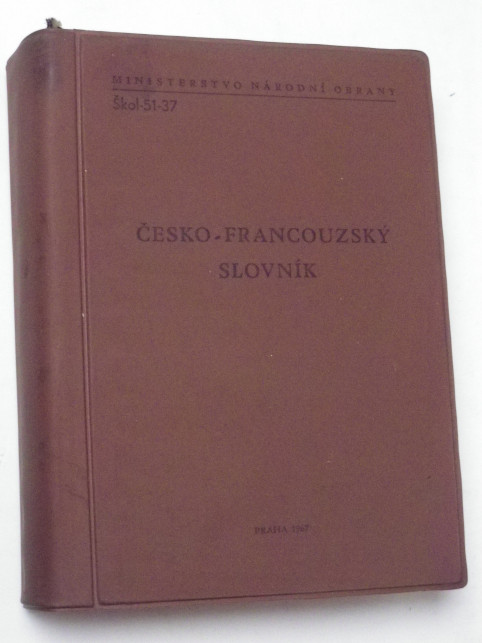 MINISTERSTVO NÁRODNÍ OBRANY
Škol-51-37
ČESKO-FRANCOUZSKÝ
SLOVNÍK
PRAHA 1967